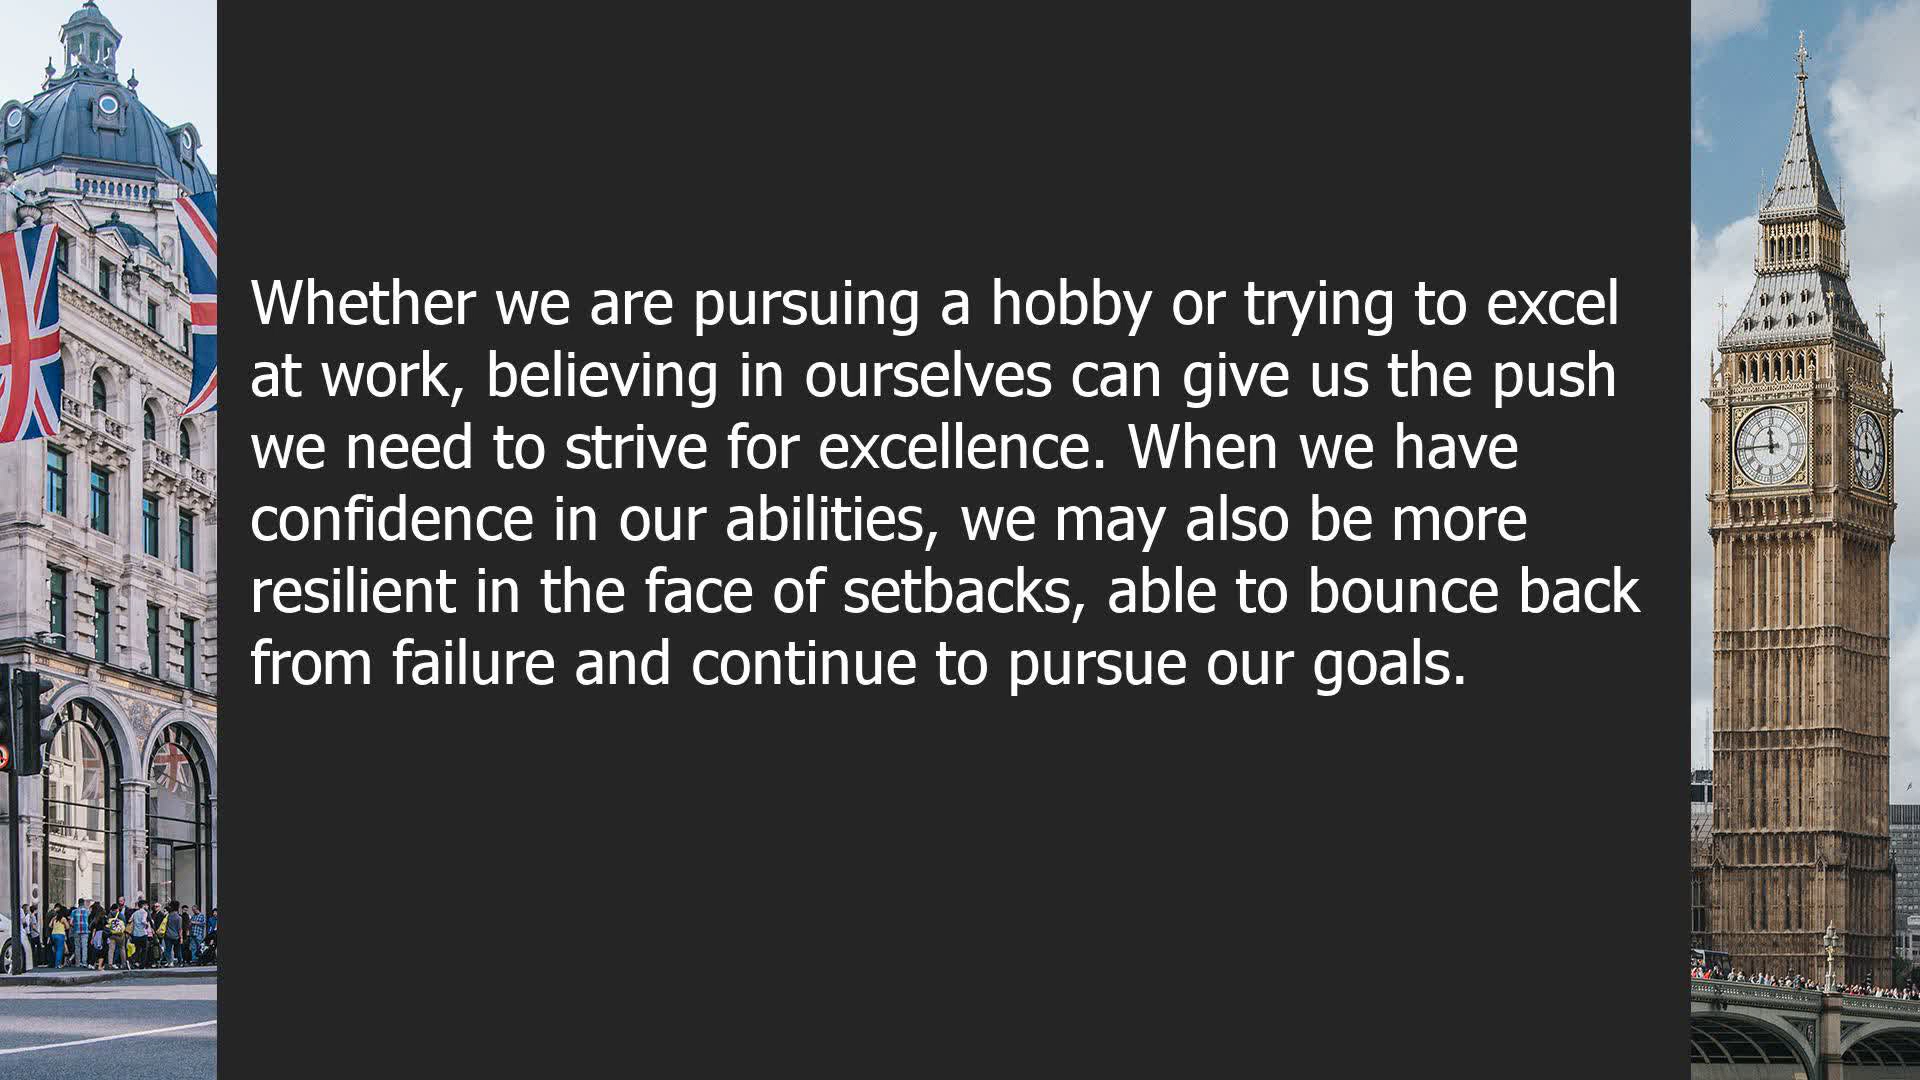 Whether we are pursuing a hobby or trying to excel
at work, believing in ourselves can give us the push
we need to strive for excellence. When we have
confidence in our abilities, we may also be more
resilient in the face of setbacks, able to bounce back
from failure and continue to pursue our goals.